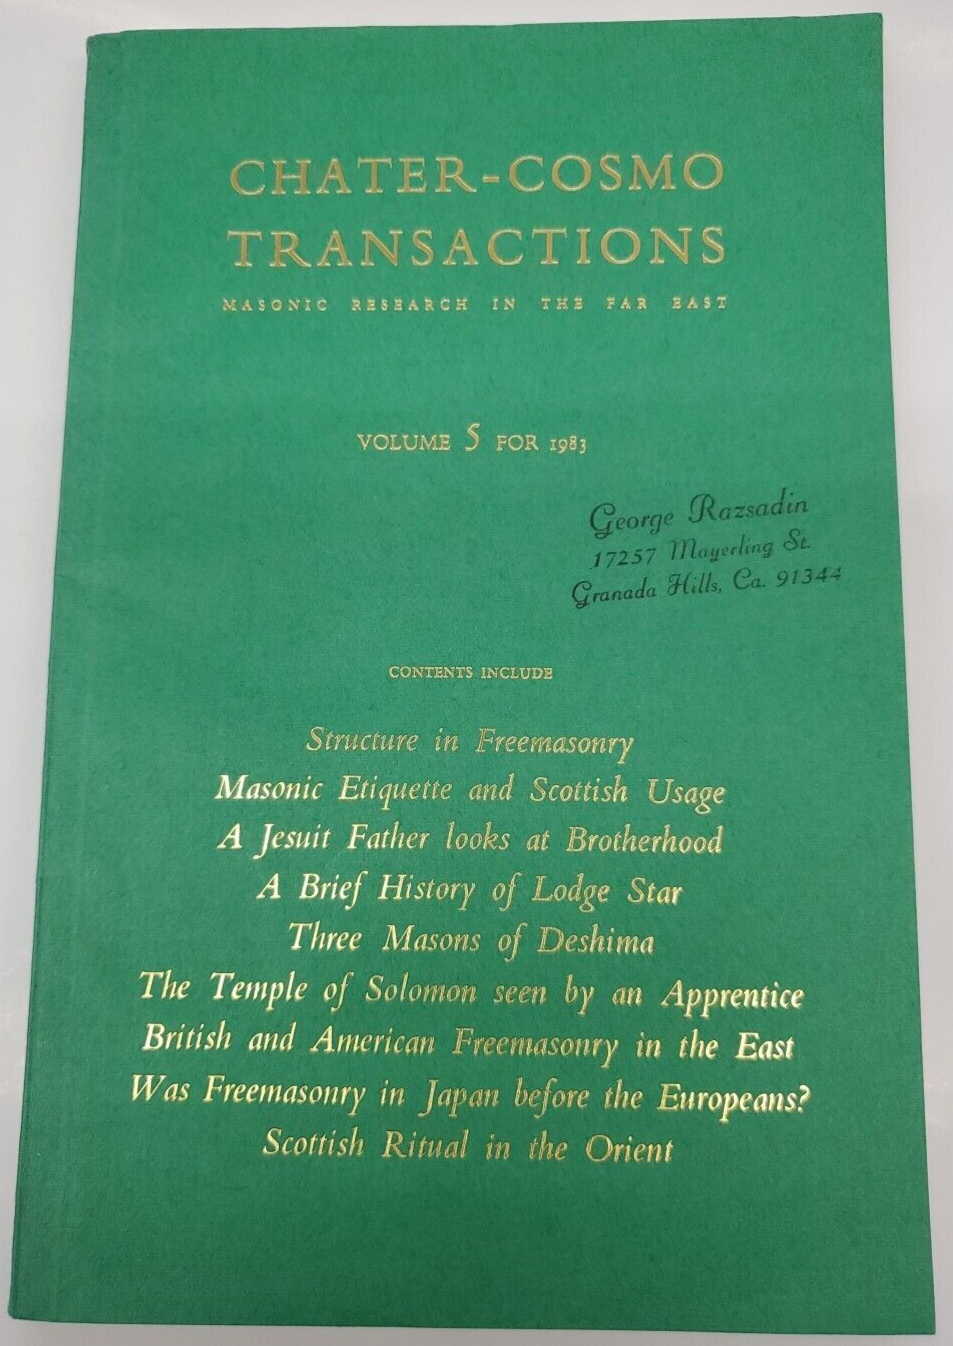 CHATER-COSMO
TRANSACTIONS
MASONIC RESEARCH IN THE FAR EAST
VOLUME 5 FOR 1983
George Razsadin
17257 Mayerling St.
Granada Hills, Ca. 91344
CONTENTS INCLUDE
Structure in Freemasonry
Masonic Etiquette and Scottish Usage
A Jesuit Father looks at Brotherhood
A Brief History of Lodge Star
Three Masons of Deshima
The Temple of Solomon seen by an Apprentice
British and American Freemasonry in the East
Was Freemasonry in Japan before the Europeans?
Scottish Ritual in the Orient